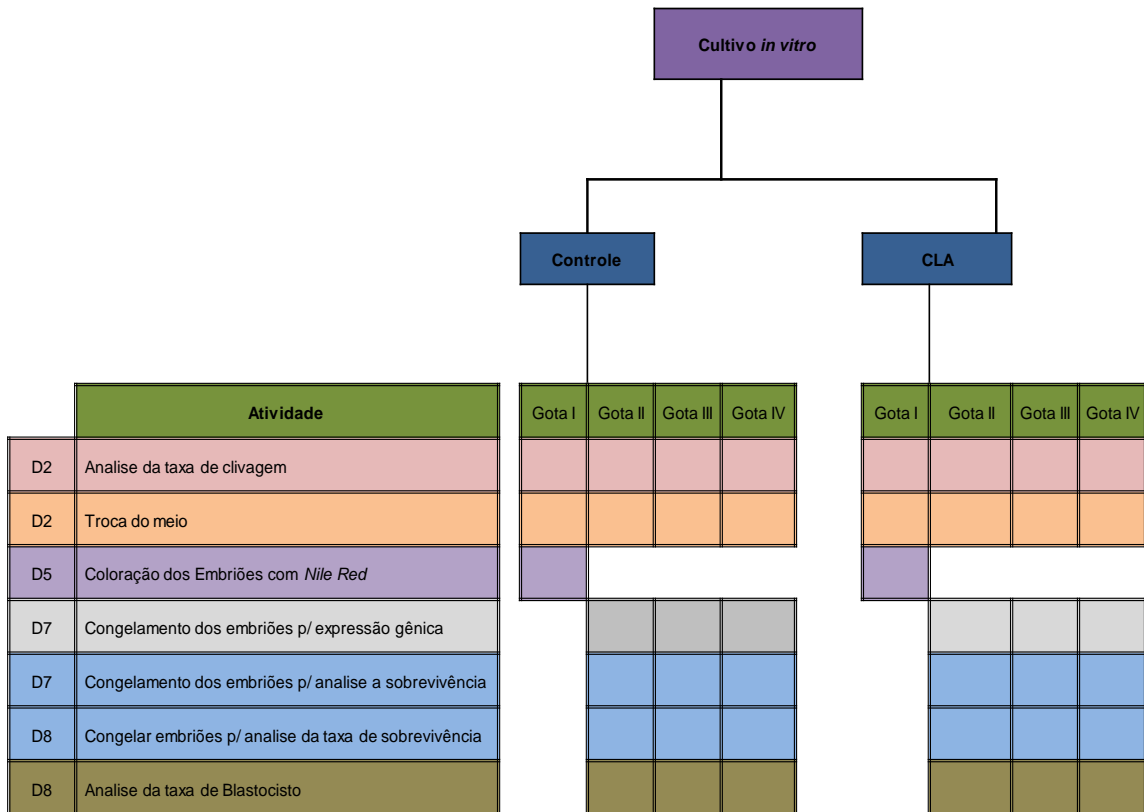 Cultivo in vitro
Controle
CLA
Atividade
Gota I
Gota II
Gota III
Gota IV
Gota I
Gota II
Gota III
Gota IV
D2
Analise da taxa de clivagem
D2
Troca do meio
D5
Coloração dos Embriões com Nile Red
D7
Congelamento dos embriões p/ expressão gênica
D7
Congelamento dos embriões p/ analise a sobrevivência
D8
Congelar embriões p/ analise da taxa de sobrevivência
D8
Analise da taxa de Blastocisto